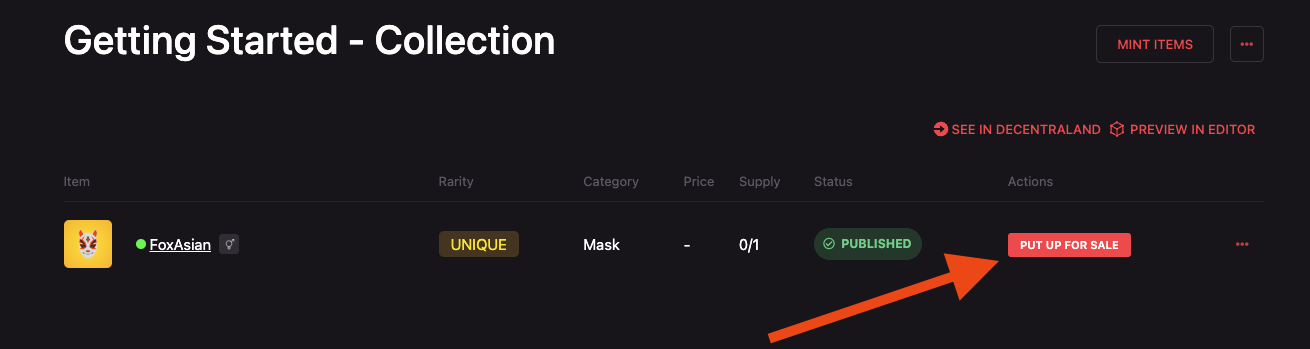 Getting Started - Collection
MINT ITEMS
SEE IN DECENTRALAND
PREVIEW IN EDITOR
Item Rarity Category Price Supply Status Actions
FoxAsian UNIQUE Mask - 0/1 PUBLISHED PUT UP FOR SALE